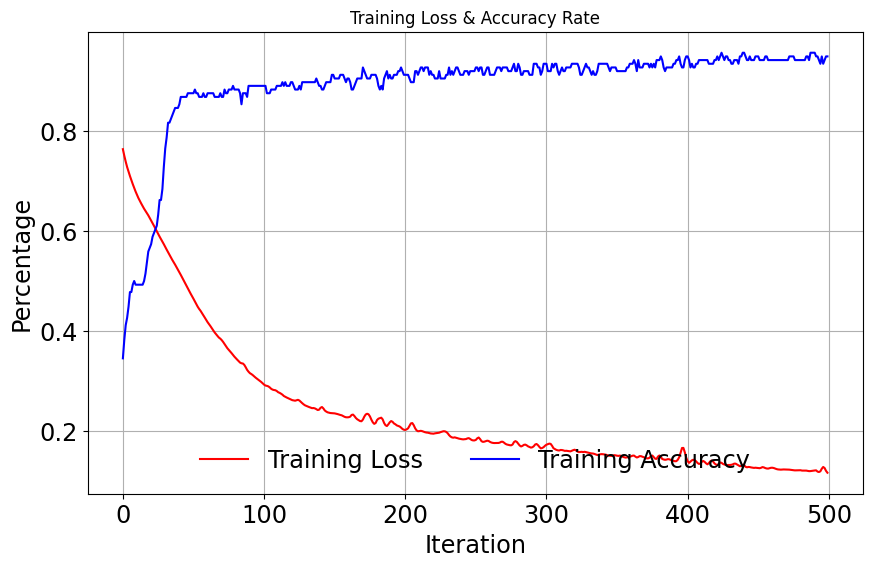 Training Loss & Accuracy Rate
Percentage
0.8
0.6
0.4
0.2
Training Loss
Training Accuracy
0
100
200
300
400
500
Iteration